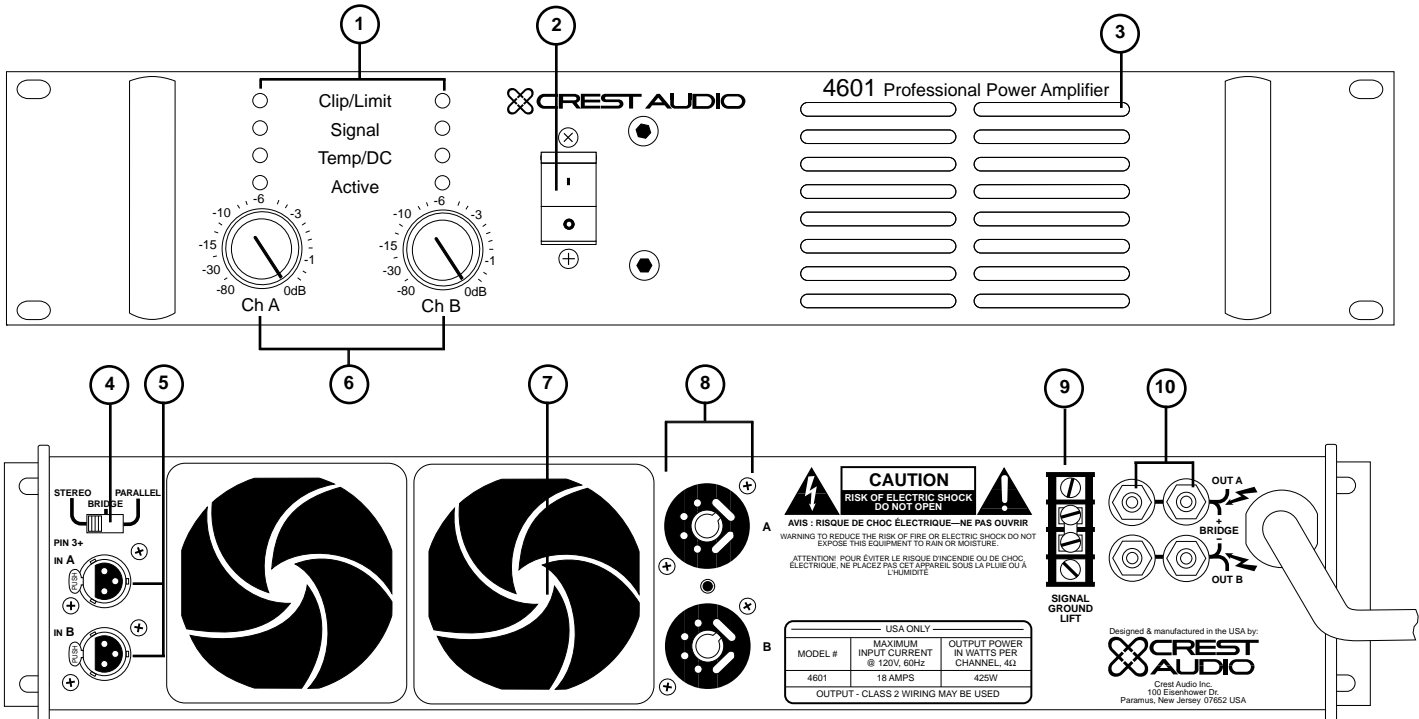 1
2
3
Clip/Limit
Signal
Temp/DC
Active
CREST AUDIO
4601 Professional Power Amplifier
-6
-10
-3
-15
-1
-30
-80
0dB
Ch A
-6
-10
-3
-15
-1
-30
-80
0dB
Ch B
4
5
6
7
8
9
10
STEREO
PARALLEL
BRIDGE
PIN 3+
IN A
PUSH
IN B
PUSH
A
B
CAUTION
RISK OF ELECTRIC SHOCK
DO NOT OPEN
AVIS : RISQUE DE CHOC ÉLECTRIQUE—NE PAS OUVRIR
WARNING TO REDUCE THE RISK OF FIRE OR ELECTRIC SHOCK DO NOT
EXPOSE THIS EQUIPMENT TO RAIN OR MOISTURE.
ATTENTION! POUR ÉVITER LE RISQUE D'INCENDIE OU DE CHOC
ÉLECTRIQUE, NE PLACEZ PAS CET APPAREIL SOUS LA PLUIE OU À
L'HUMIDITÉ
USA ONLY
MODEL #
MAXIMUM
INPUT CURRENT
@ 120V, 60Hz
OUTPUT POWER
IN WATTS PER
CHANNEL, 4Ω
4601
18 AMPS
425W
OUTPUT - CLASS 2 WIRING MAY BE USED
SIGNAL
GROUND
LIFT
OUT A
+
BRIDGE
-
OUT B
Designed & manufactured in the USA by:
CREST
AUDIO
Crest Audio Inc.
100 Eisenhower Dr.
Paramus, New Jersey 07652 USA